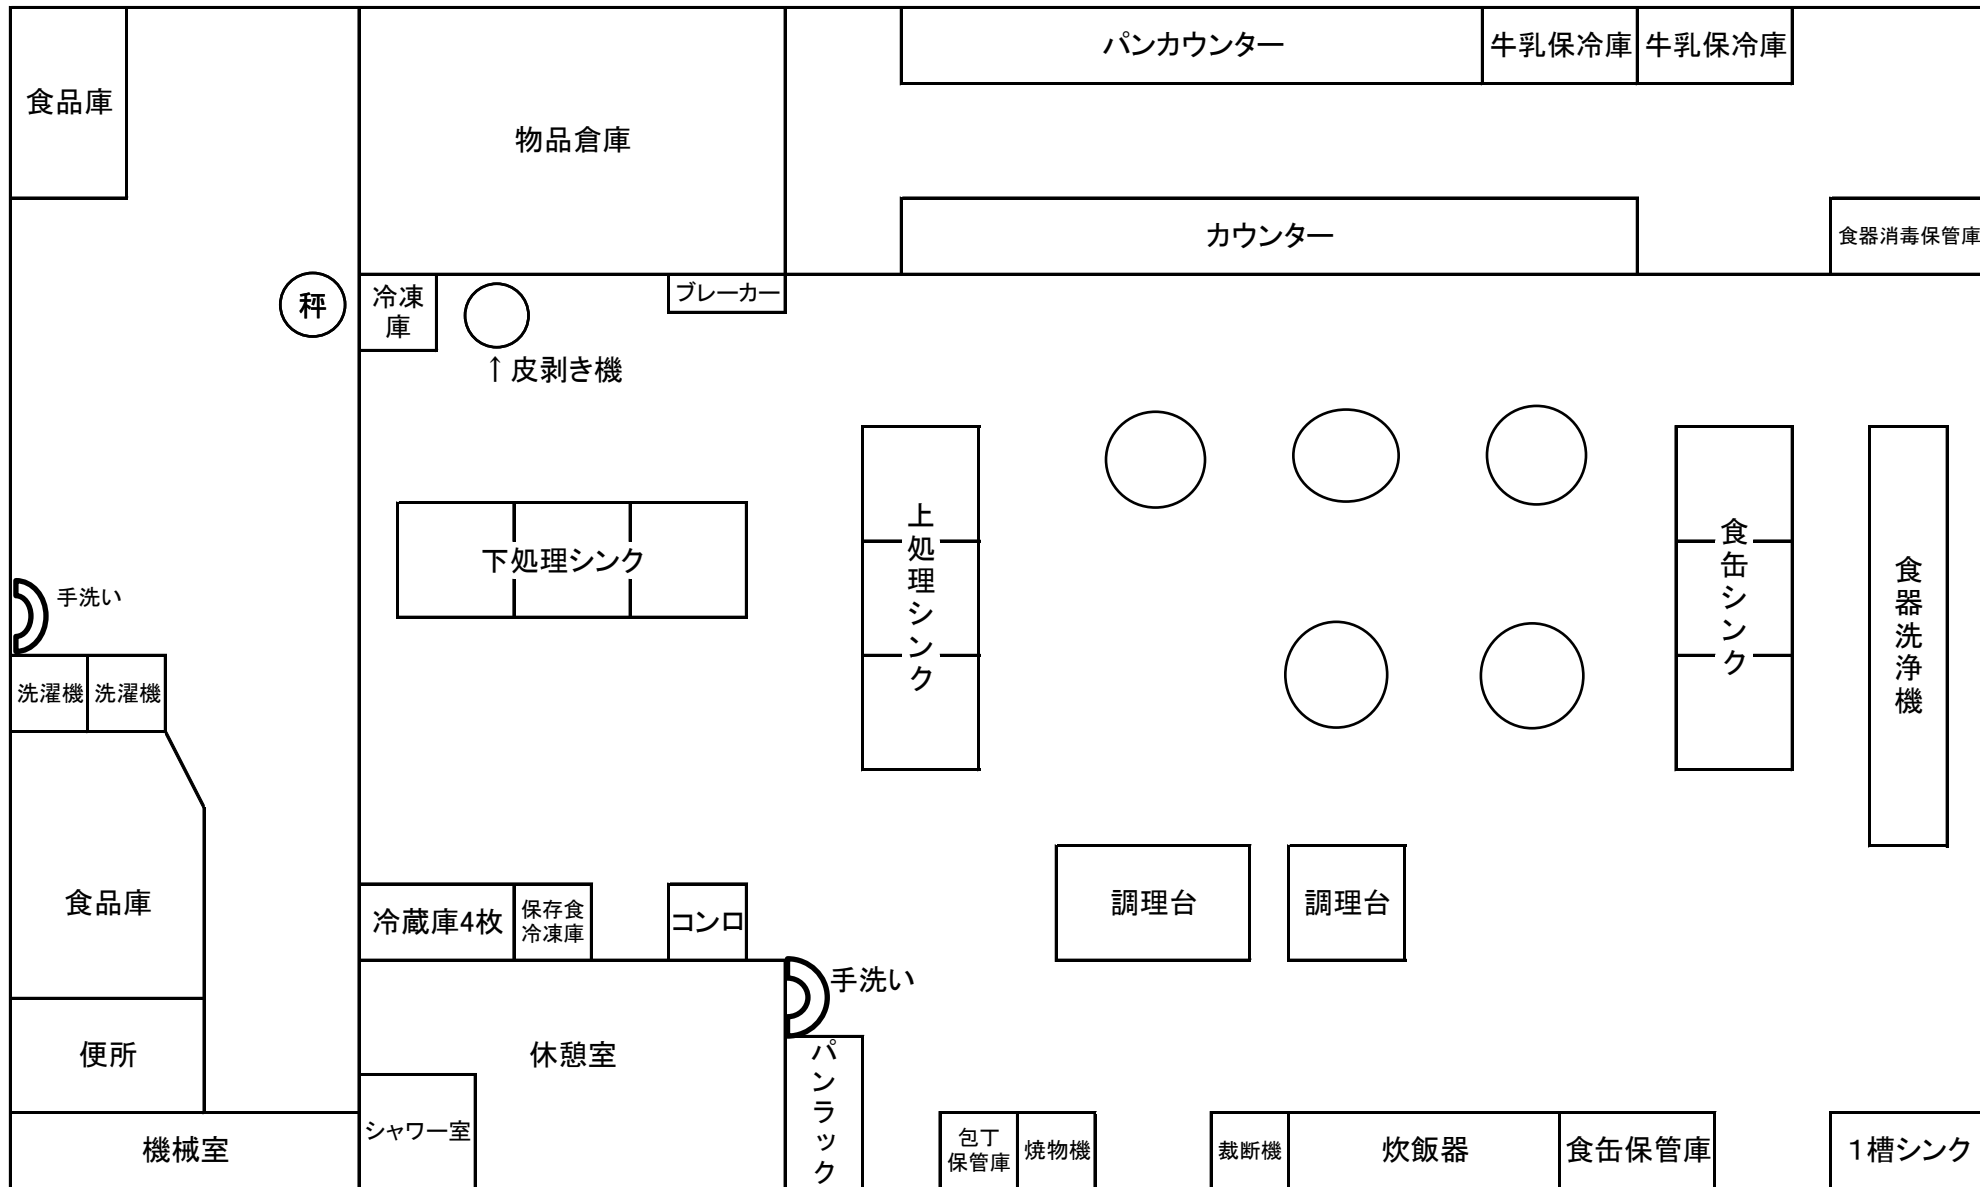 パンカウンター
牛乳保冷庫
牛乳保冷庫
食品庫
物品倉庫
カウンター
食器消毒保管庫
秤
冷凍
庫
ブレーカー
↑皮剥き機
上処理シンク
下処理シンク
食缶シンク
食器洗浄機
手洗い
洗濯機
洗濯機
食品庫
冷蔵庫4枚
保存食
冷凍庫
コンロ
調理台
調理台
手洗い
便所
休憩室
パンラック
シャワー室
機械室
包丁
保管庫
焼物機
裁断機
炊飯器
食缶保管庫
1槽シンク